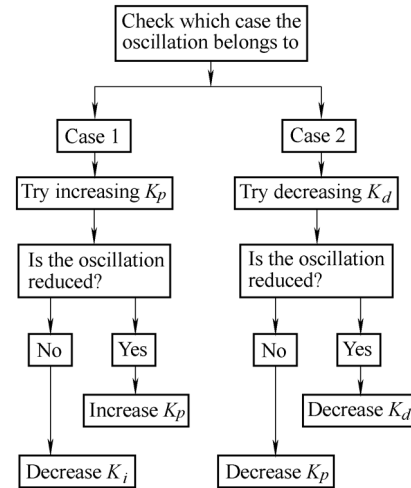 Check which case the
oscillation belongs to
Case 1
Case 2
Try increasing Kp
Try decreasing Kd
Is the oscillation
reduced?
Is the oscillation
reduced?
No
Yes
No
Yes
Increase Kp
Decrease Kd
Decrease Ki
Decrease Kp